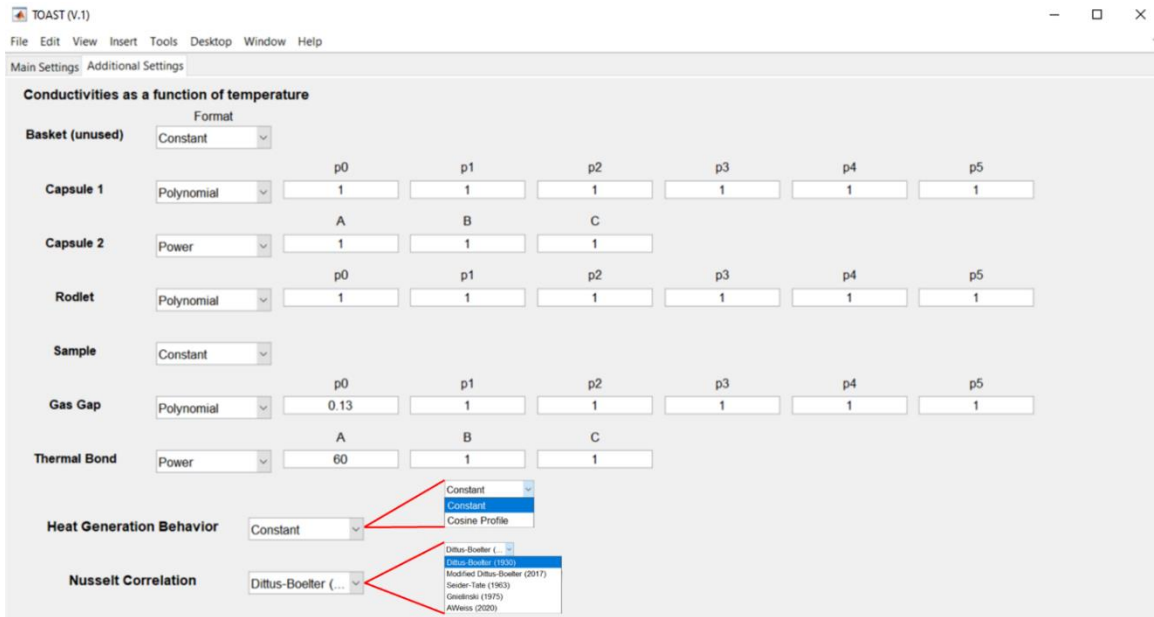 TOAST (V.1)
File Edit View Insert Tools Desktop Window Help
Main Settings Additional Settings
Conductivities as a function of temperature
Format
Basket (unused) Constant
p0 p1 p2 p3 p4 p5
Capsule 1 Polynomial 1 1 1 1 1 1
A B C
Capsule 2 Power 1 1 1
p0 p1 p2 p3 p4 p5
Rodlet Polynomial 1 1 1 1 1 1
Sample Constant
p0 p1 p2 p3 p4 p5
Gas Gap Polynomial 0.13 1 1 1 1 1
A B C
Thermal Bond Power 60 1 1
Heat Generation Behavior Constant
Constant
Constant
Cosine Profile
Nusselt Correlation Dittus-Boelter (...
Dittus-Boelter (...
Dittus-Boelter (1930)
Modified Dittus-Boelter (2017)
Seider-Tate (1963)
Gnielinski (1975)
AWeiss (2020)